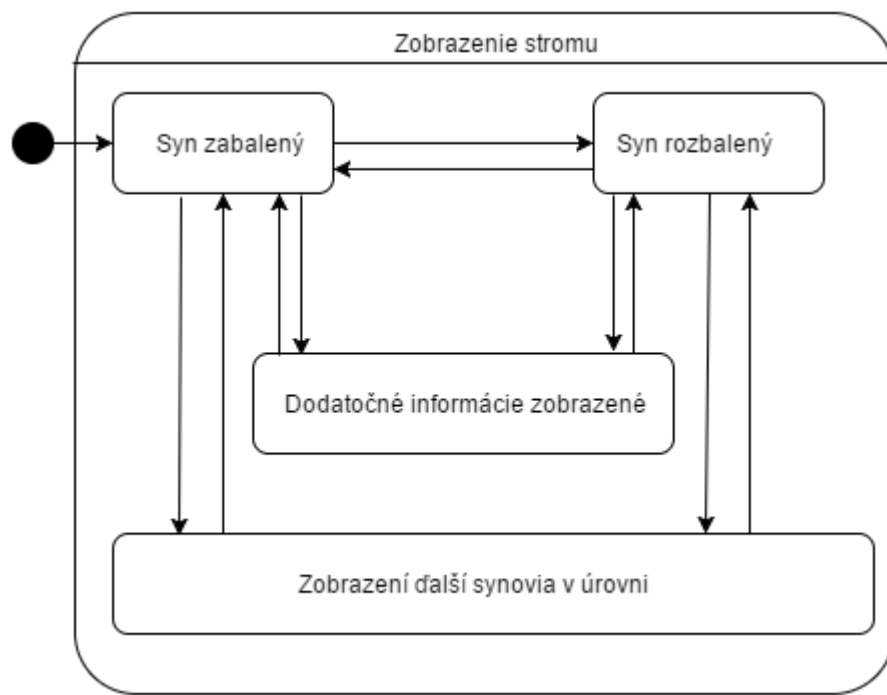 Zobrazenie stromu
Syn zabalený
Syn rozbalený
Dodatočné informácie zobrazené
Zobrazení ďalší synovia v úrovni